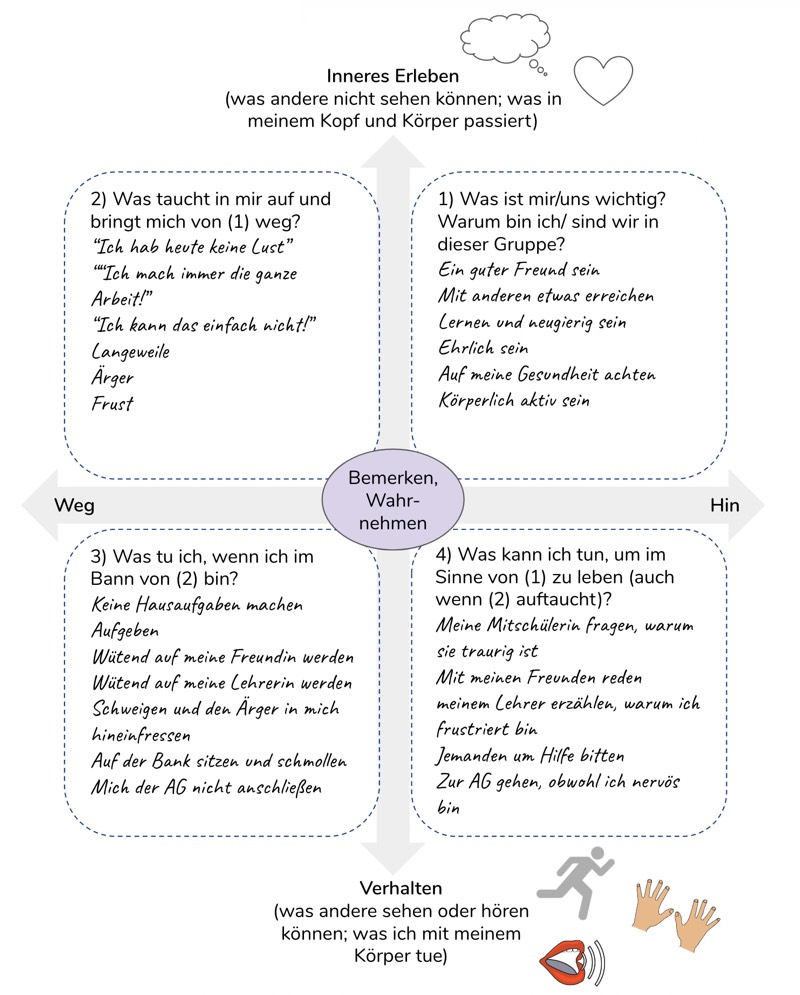 Inneres Erleben
(was andere nicht sehen können; was in
meinem Kopf und Körper passiert)
2) Was taucht in mir auf und
bringt mich von (1) weg?
“Ich hab heute keine Lust”
““Ich mach immer die ganze
Arbeit!”
“Ich kann das einfach nicht!”
Langeweile
Ärger
Frust
1) Was ist mir/uns wichtig?
Warum bin ich/ sind wir in
dieser Gruppe?
Ein guter Freund sein
Mit anderen etwas erreichen
Lernen und neugierig sein
Ehrlich sein
Auf meine Gesundheit achten
Körperlich aktiv sein
Bemerken,
Wahr-
nehmen
Weg
Hin
3) Was tu ich, wenn ich im
Bann von (2) bin?
Keine Hausaufgaben machen
Aufgeben
Wütend auf meine Freundin werden
Wütend auf meine Lehrerin werden
Schweigen und den Ärger in mich
hineinfressen
Auf der Bank sitzen und schmollen
Mich der AG nicht anschließen
4) Was kann ich tun, um im
Sinne von (1) zu leben (auch
wenn (2) auftaucht)?
Meine Mitschülerin fragen, warum
sie traurig ist
Mit meinen Freunden reden
meinem Lehrer erzählen, warum ich
frustriert bin
Jemanden um Hilfe bitten
Zur AG gehen, obwohl ich nervös
bin
Verhalten
(was andere sehen oder hören
können; was ich mit meinem
Körper tue)